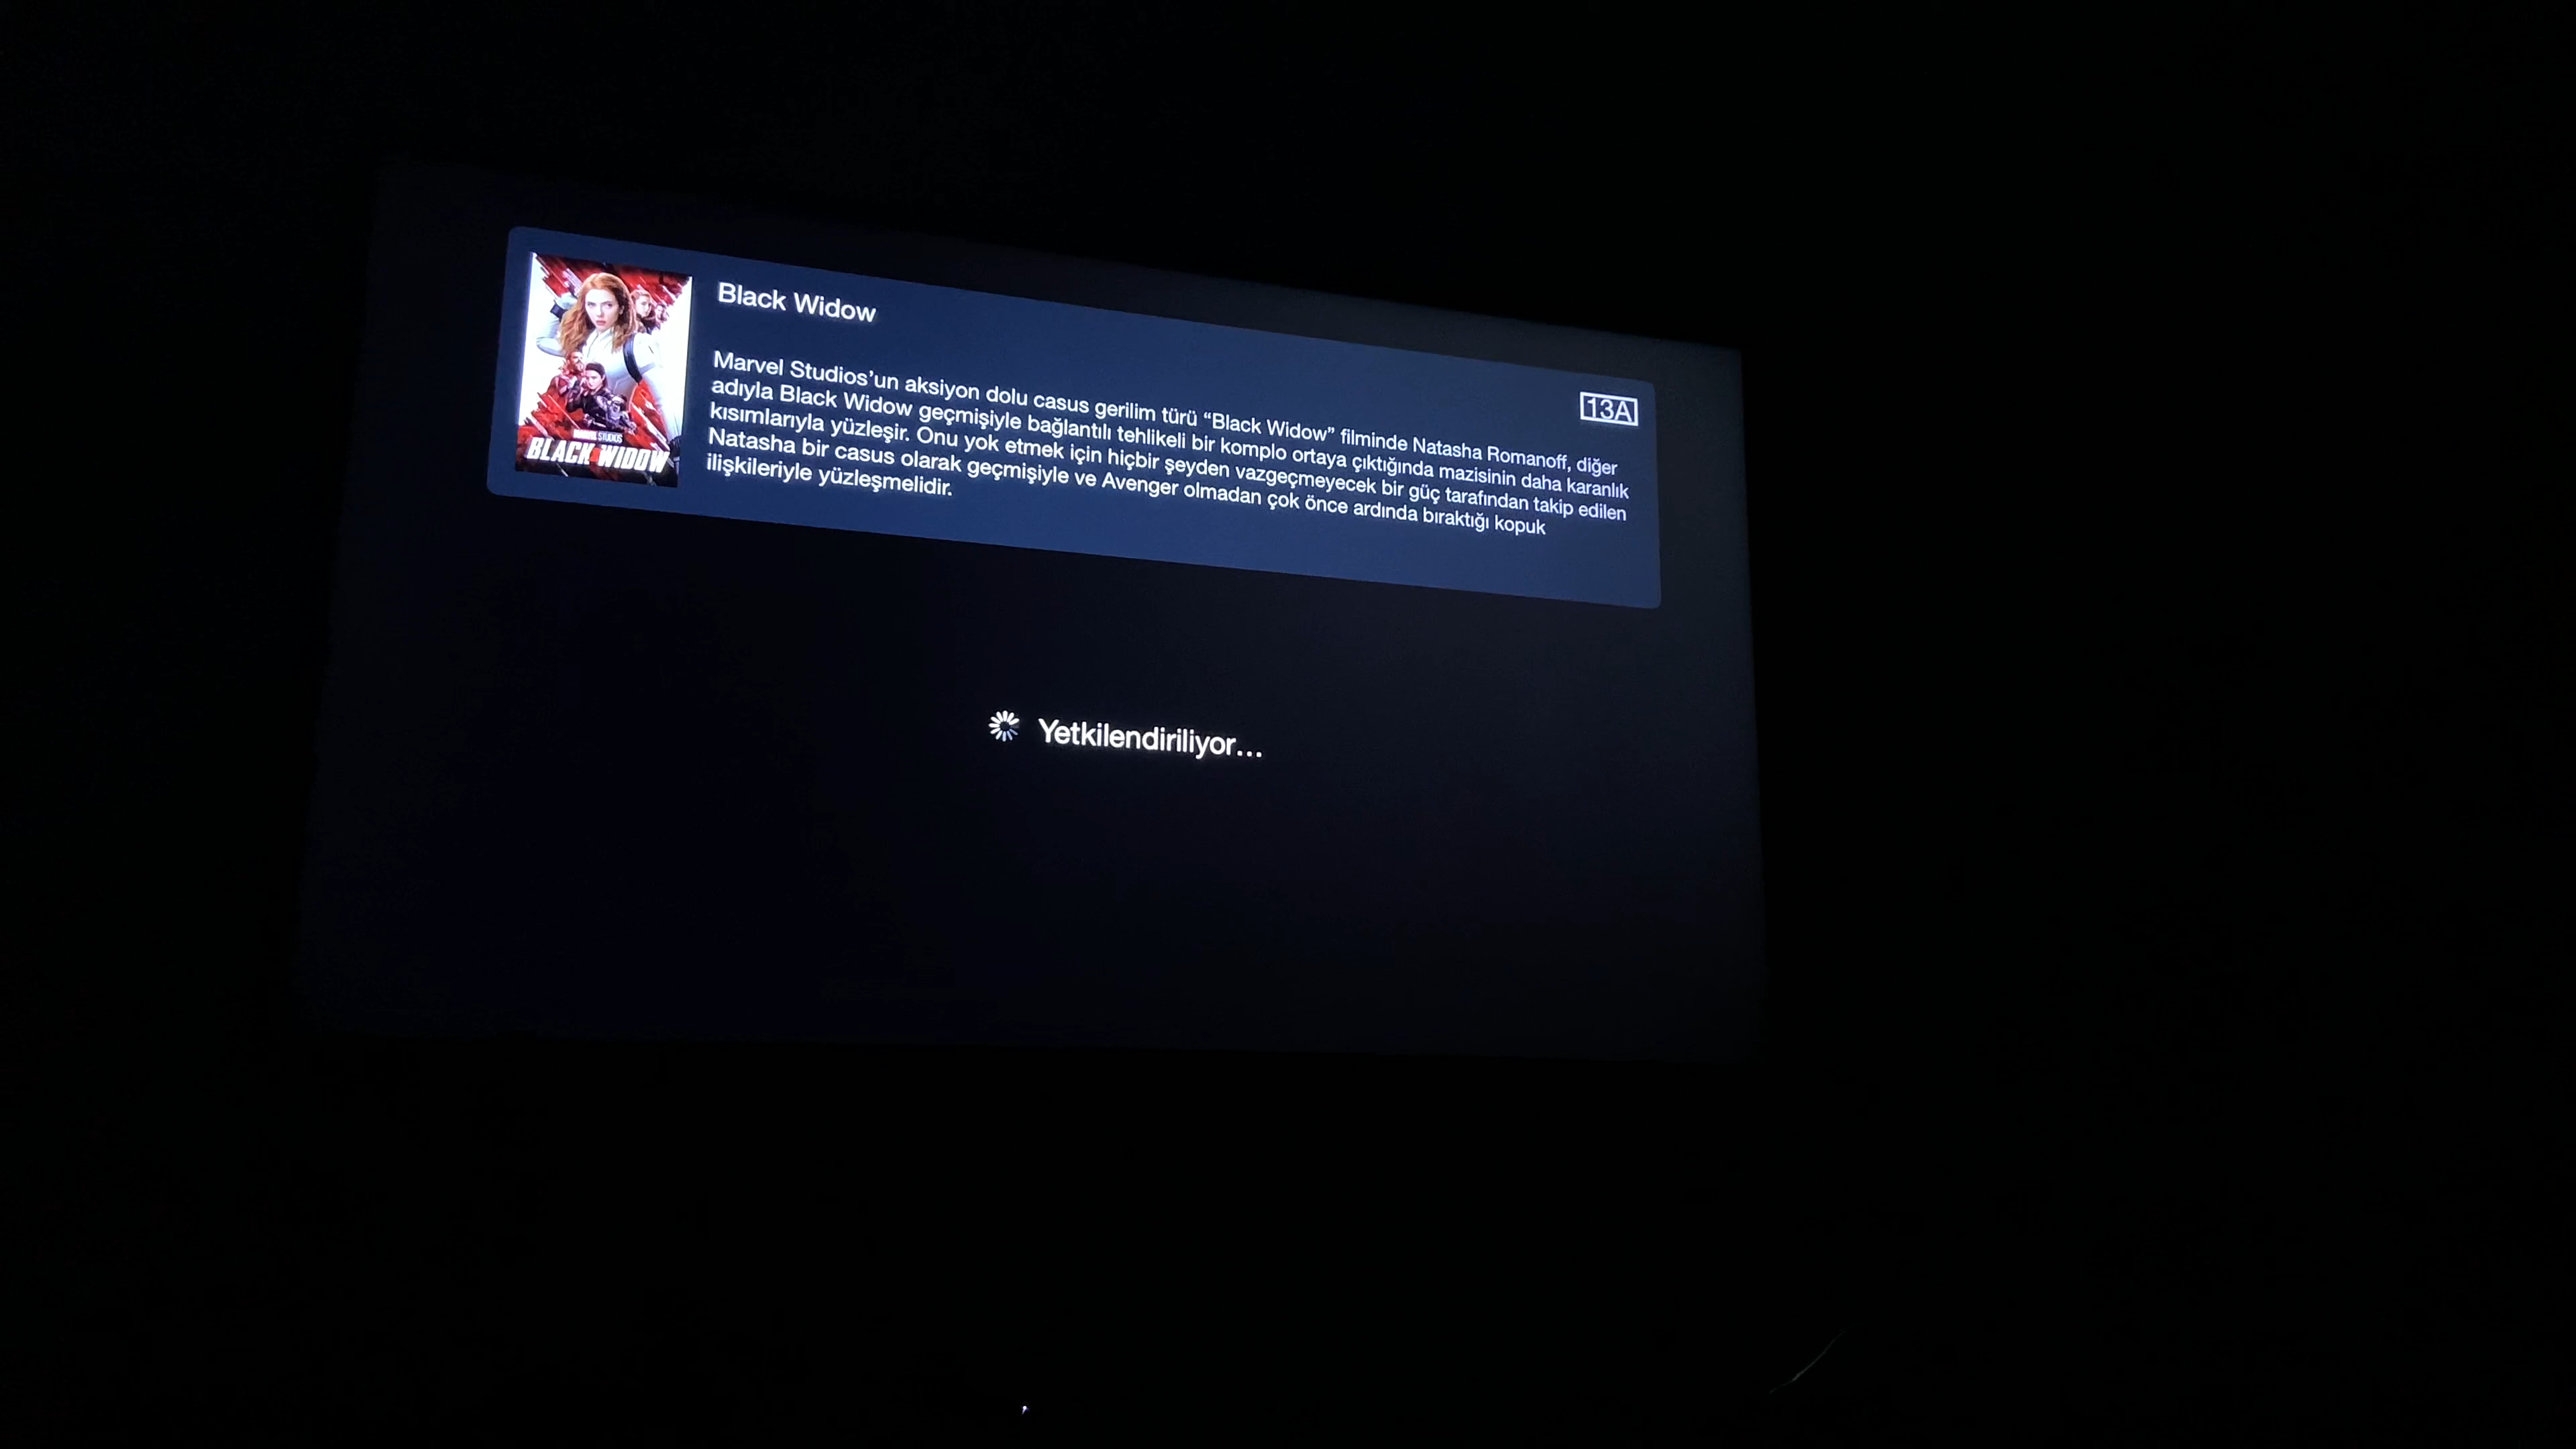 Black Widow
13A
Marvel Studios’un aksiyon dolu casus gerilim türü “Black Widow” filminde Natasha Romanoff, diğer
adıyla Black Widow geçmişiyle bağlantılı tehlikeli bir komplo ortaya çıktığında mazisinin daha karanlık
kısımlarıyla yüzleşir. Onu yok etmek için hiçbir şeyden vazgeçmeyecek bir güç tarafından takip edilen
Natasha bir casus olarak geçmişiyle ve Avenger olmadan çok önce ardında bıraktığı kopuk
ilişkileriyle yüzleşmelidir.
MARVEL STUDIOS
BLACK WIDOW
Yetkilendiriliyor...